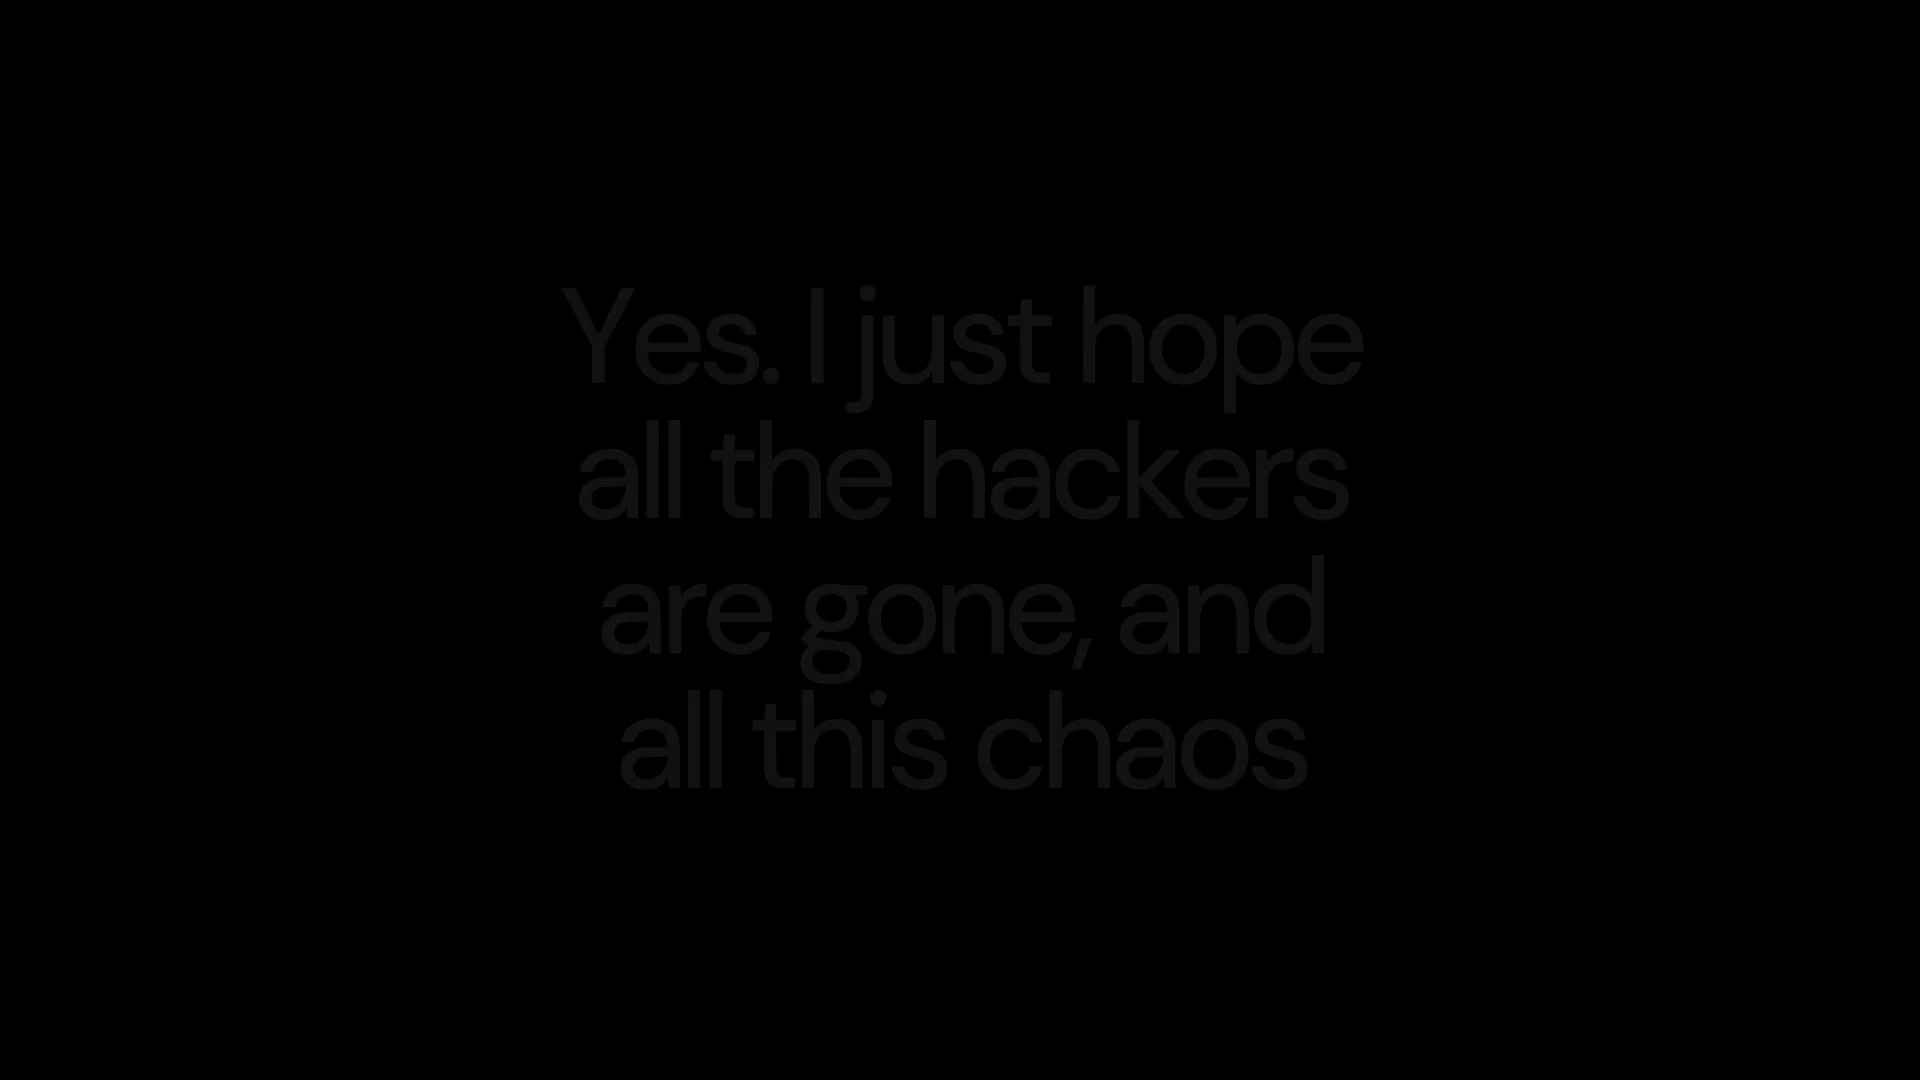 Yes. I just hope
all the hackers
are gone, and
all this chaos